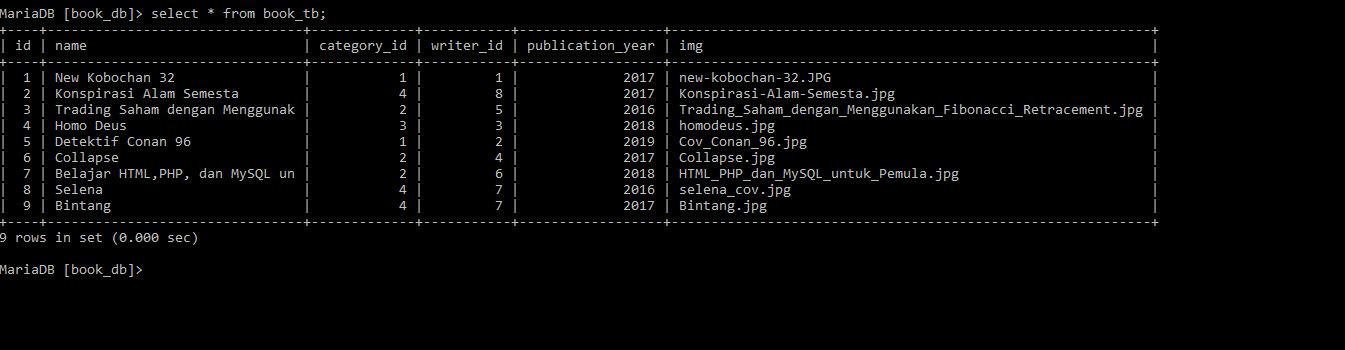 MariaDB [book_db]> select * from book_tb;
+----+--------------------------------+-------------+-----------+------------------+------------------------------------------------------------+
| id | name                           | category_id | writer_id | publication_year | img                                                        |
+----+--------------------------------+-------------+-----------+------------------+------------------------------------------------------------+
|  1 | New Kobochan 32                |           1 |         1 |             2017 | new-kobochan-32.JPG                                        |
|  2 | Konspirasi Alam Semesta        |           4 |         8 |             2017 | Konspirasi-Alam-Semesta.jpg                                |
|  3 | Trading Saham dengan Menggunak |           2 |         5 |             2016 | Trading_Saham_dengan_Menggunakan_Fibonacci_Retracement.jpg |
|  4 | Homo Deus                      |           3 |         3 |             2018 | homodeus.jpg                                               |
|  5 | Detektif Conan 96              |           1 |         2 |             2019 | Cov_Conan_96.jpg                                           |
|  6 | Collapse                       |           2 |         4 |             2017 | Collapse.jpg                                               |
|  7 | Belajar HTML,PHP, dan MySQL un |           2 |         6 |             2018 | HTML_PHP_dan_MySQL_untuk_Pemula.jpg                        |
|  8 | Selena                         |           4 |         7 |             2016 | selena_cov.jpg                                             |
|  9 | Bintang                        |           4 |         7 |             2017 | Bintang.jpg                                                |
+----+--------------------------------+-------------+-----------+------------------+------------------------------------------------------------+
9 rows in set (0.000 sec)
MariaDB [book_db]>